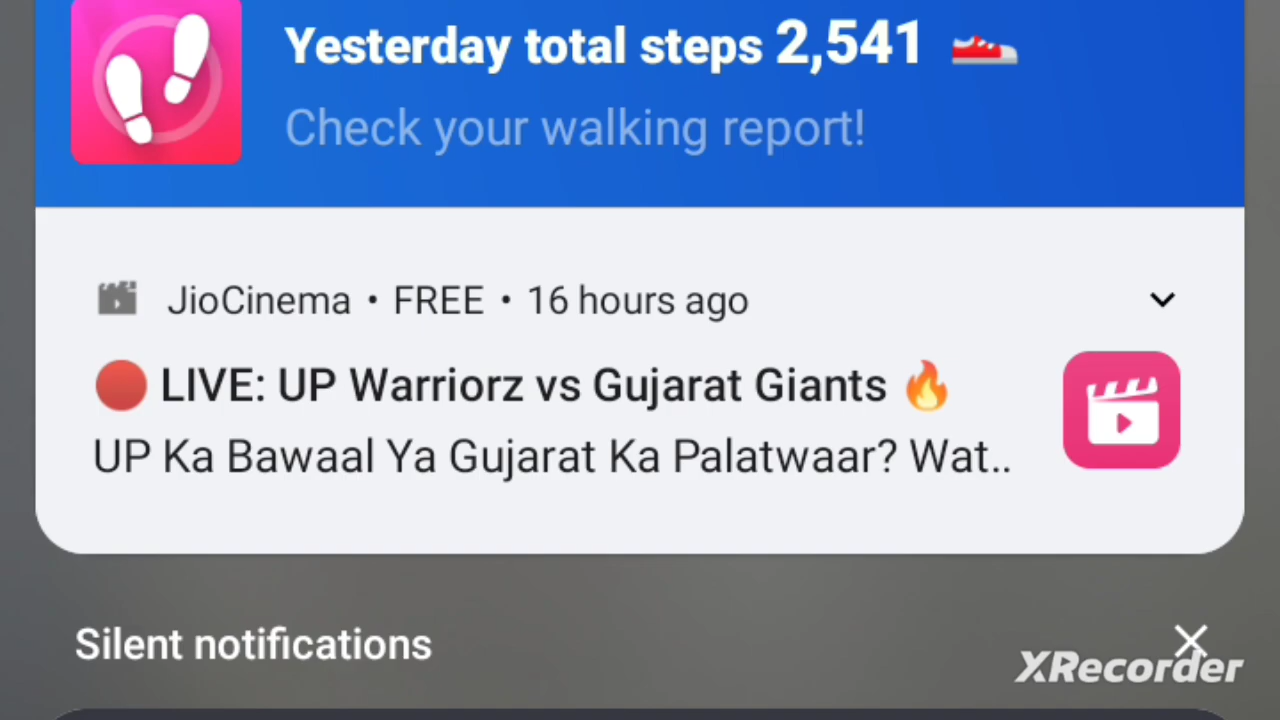 Yesterday total steps 2,541 👟
Check your walking report!
JioCinema • FREE • 16 hours ago
🔴 LIVE: UP Warriorz vs Gujarat Giants 🔥
UP Ka Bawaal Ya Gujarat Ka Palatwaar? Wat..
Silent notifications
XRecorder